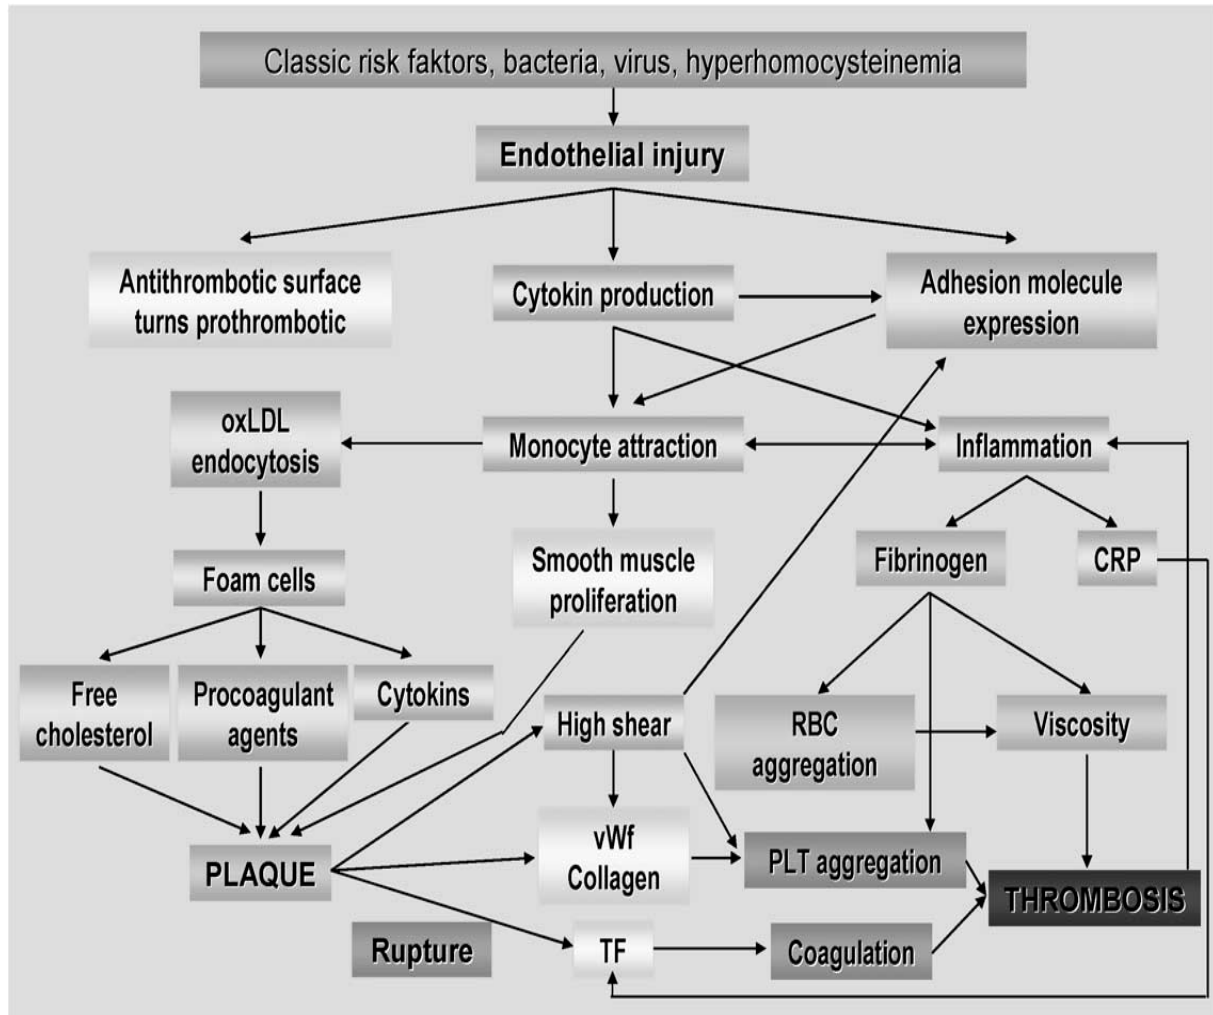 Classic risk faktors, bacteria, virus, hyperhomocysteinemia
Endothelial injury
Antithrombotic surface
turns prothrombotic
Cytokin production
Adhesion molecule
expression
oxLDL
endocytosis
Monocyte attraction
Inflammation
Foam cells
Smooth muscle
proliferation
Fibrinogen
CRP
Free
cholesterol
Procoagulant
agents
Cytokins
High shear
RBC
aggregation
Viscosity
PLAQUE
vWf
Collagen
PLT aggregation
THROMBOSIS
Rupture
TF
Coagulation